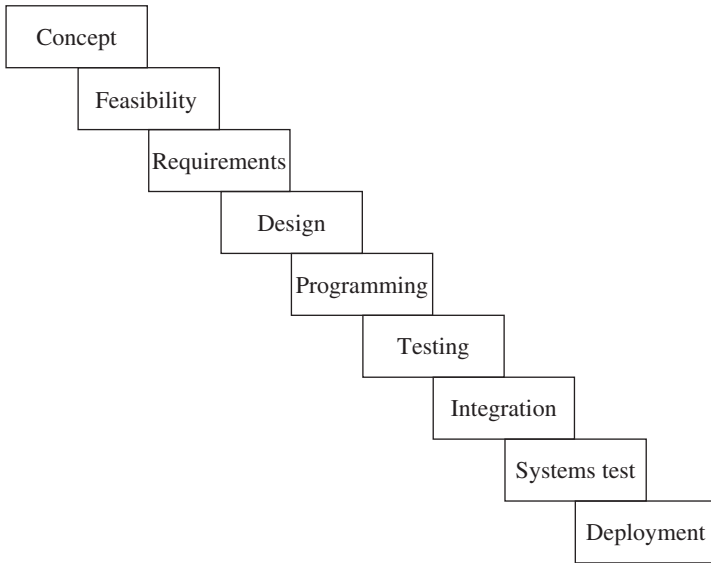 Concept
Feasibility
Requirements
Design
Programming
Testing
Integration
Systems test
Deployment